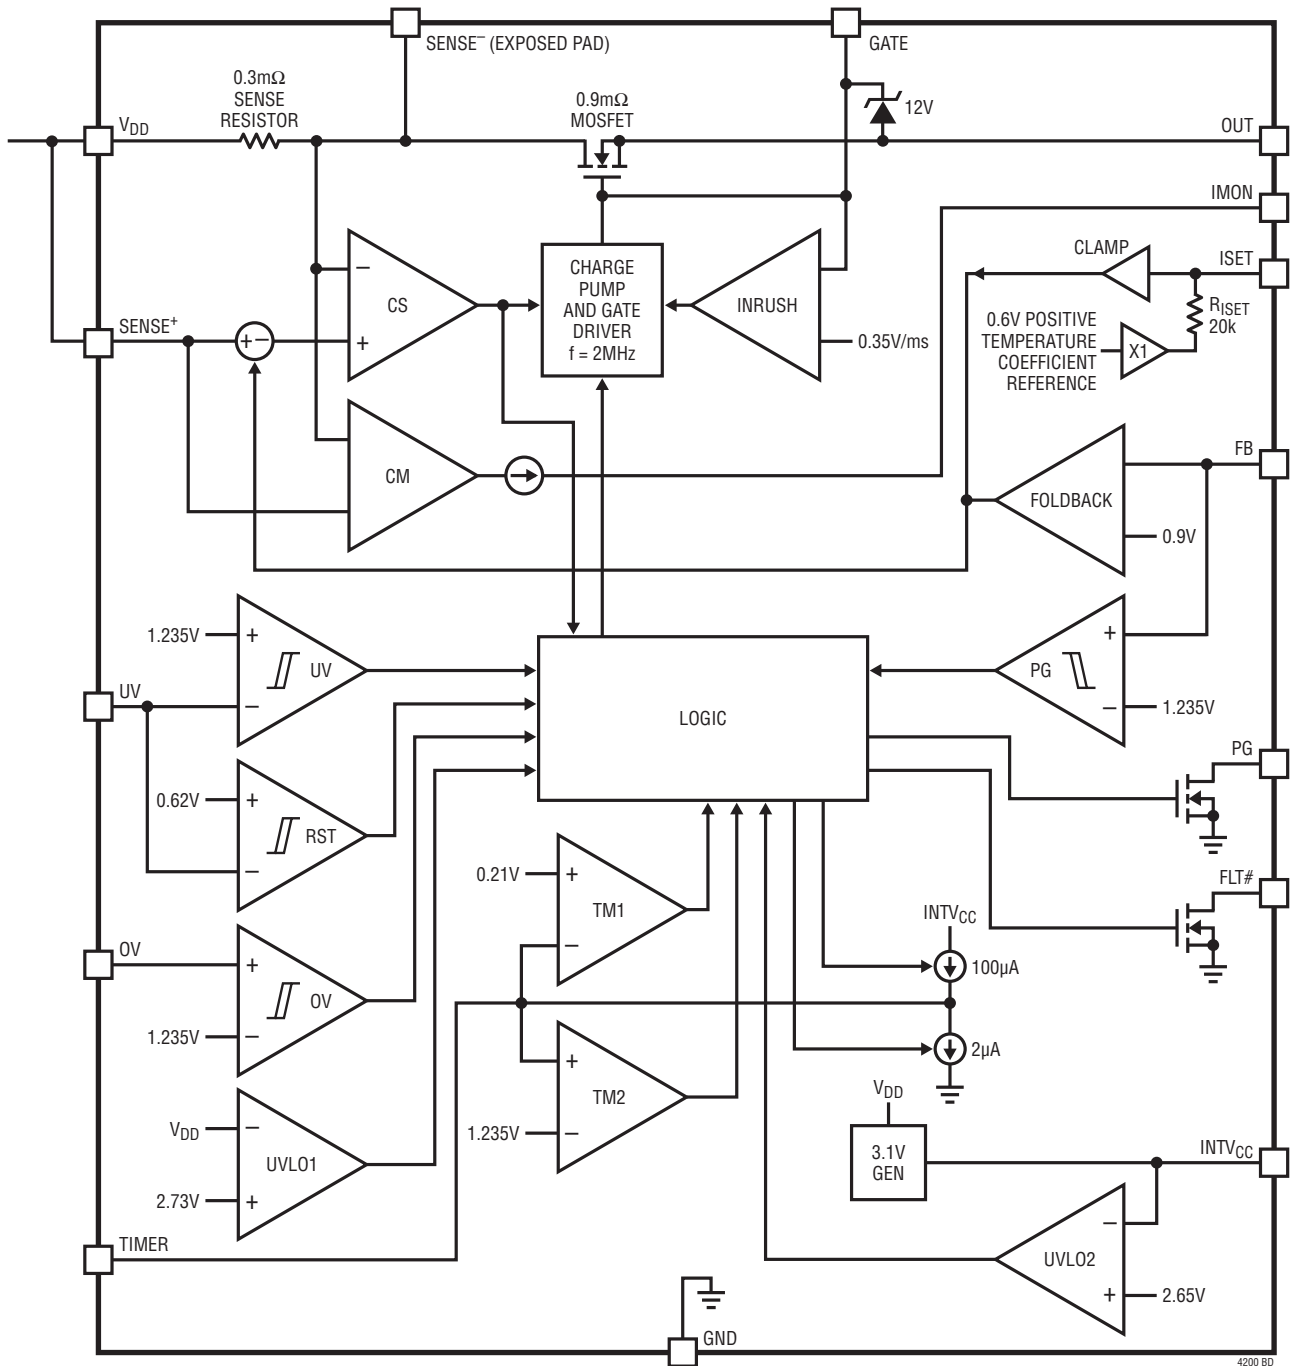 SENSE– (EXPOSED PAD)
GATE
0.3mΩ
SENSE
RESISTOR
0.9mΩ
MOSFET
12V
VDD
OUT
IMON
CLAMP
ISET
CS
–
+
CHARGE
PUMP
AND GATE
DRIVER
f = 2MHz
INRUSH
0.35V/ms
RISET
20k
0.6V POSITIVE
TEMPERATURE
COEFFICIENT
REFERENCE
X1
SENSE+
+–
CM
FB
FOLDBACK
0.9V
1.235V
+
UV
–
UV
LOGIC
PG
+
–
1.235V
PG
0.62V
+
RST
–
0.21V
+
TM1
–
FLT#
INTVCC
100µA
2µA
OV
+
OV
1.235V
–
+
TM2
1.235V
–
VDD
–
UVLO1
2.73V
+
VDD
3.1V
GEN
INTVCC
–
UVLO2
+
2.65V
TIMER
GND
4200 BD